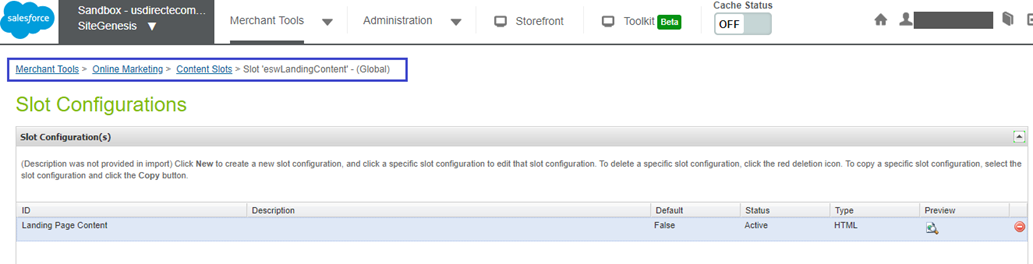 salesforce
Sandbox - usdirectecom...
SiteGenesis
Merchant Tools
Administration
Storefront
Toolkit Beta
Cache Status
OFF
Merchant Tools > Online Marketing > Content Slots > Slot 'eswLandingContent' - (Global)
Slot Configurations
Slot Configuration(s)
(Description was not provided in import) Click New to create a new slot configuration, and click a specific slot configuration to edit that slot configuration. To delete a specific slot configuration, click the red deletion icon. To copy a specific slot configuration, select the
slot configuration and click the Copy button.
ID Description Default Status Type Preview
Landing Page Content False Active HTML